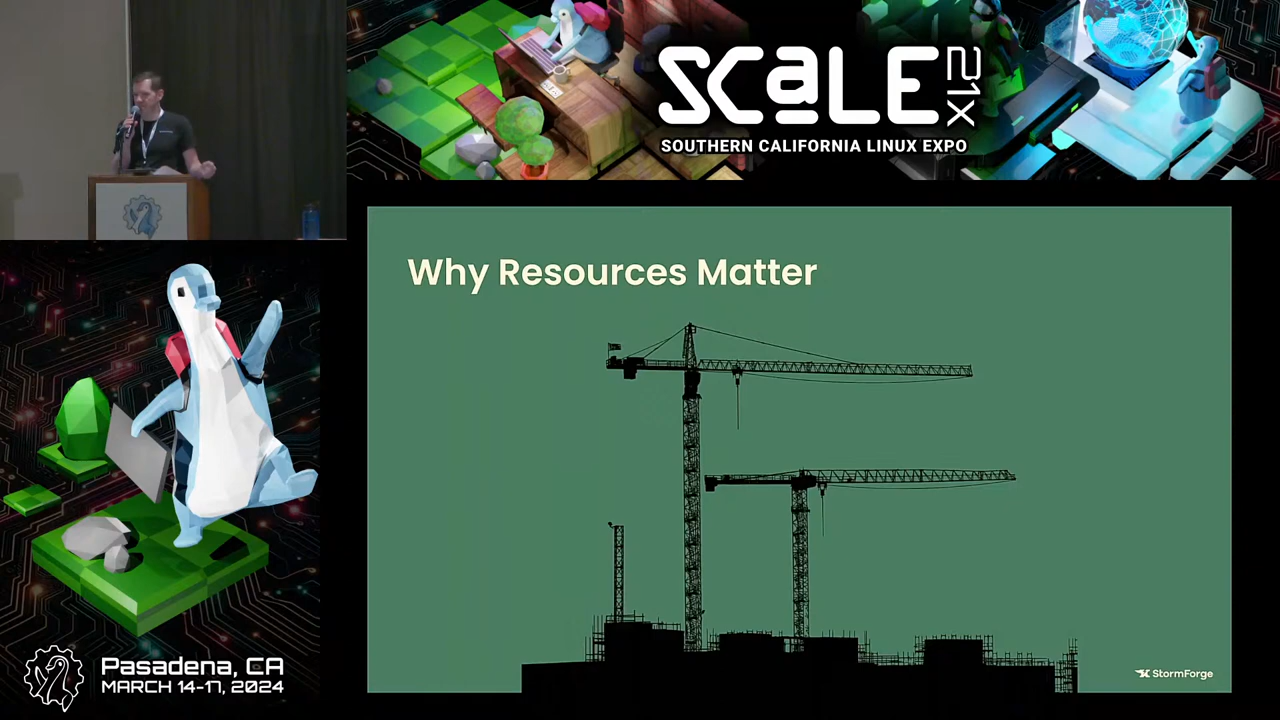 SCaLE 21X
SOUTHERN CALIFORNIA LINUX EXPO
Why Resources Matter
StormForge
Pasadena, CA
MARCH 14-17, 2024